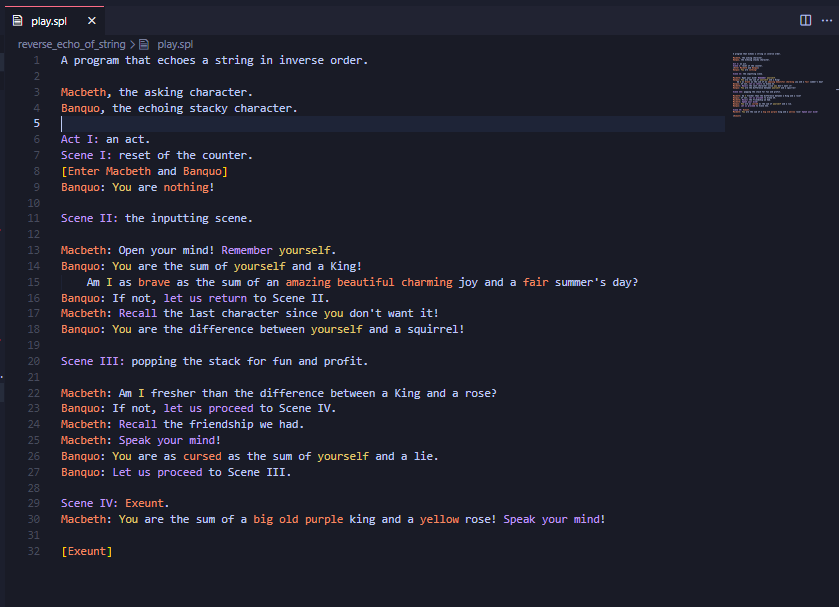 play.spl
reverse_echo_of_string > play.spl
1 A program that echoes a string in inverse order.
2
3 Macbeth, the asking character.
4 Banquo, the echoing stacky character.
5
6 Act I: an act.
7 Scene I: reset of the counter.
8 [Enter Macbeth and Banquo]
9 Banquo: You are nothing!
10
11 Scene II: the inputting scene.
12
13 Macbeth: Open your mind! Remember yourself.
14 Banquo: You are the sum of yourself and a King!
15 Am I as brave as the sum of an amazing beautiful charming joy and a fair summer's day?
16 Banquo: If not, let us return to Scene II.
17 Macbeth: Recall the last character since you don't want it!
18 Banquo: You are the difference between yourself and a squirrel!
19
20 Scene III: popping the stack for fun and profit.
21
22 Macbeth: Am I fresher than the difference between a King and a rose?
23 Banquo: If not, let us proceed to Scene IV.
24 Macbeth: Recall the friendship we had.
25 Macbeth: Speak your mind!
26 Banquo: You are as cursed as the sum of yourself and a lie.
27 Banquo: Let us proceed to Scene III.
28
29 Scene IV: Exeunt.
30 Macbeth: You are the sum of a big old purple king and a yellow rose! Speak your mind!
31
32 [Exeunt]